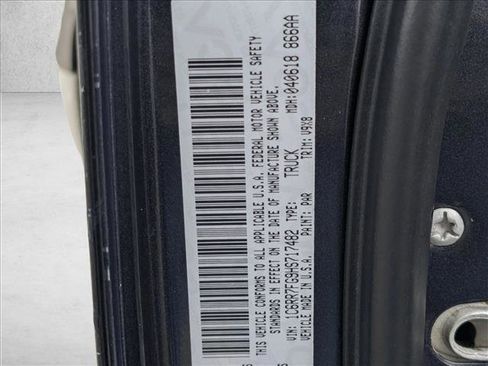 THIS VEHICLE CONFORMS TO ALL APPLICABLE U.S.A. FEDERAL MOTOR VEHICLE SAFETY
STANDARDS IN EFFECT ON THE DATE OF MANUFACTURE SHOWN ABOVE.
VIN: 1C6RR7FG9HS717482 TYPE: TRUCK MDH: 040618 866AA
VEHICLE MADE IN U.S.A. PAINT: PAR TRIM: V9X8